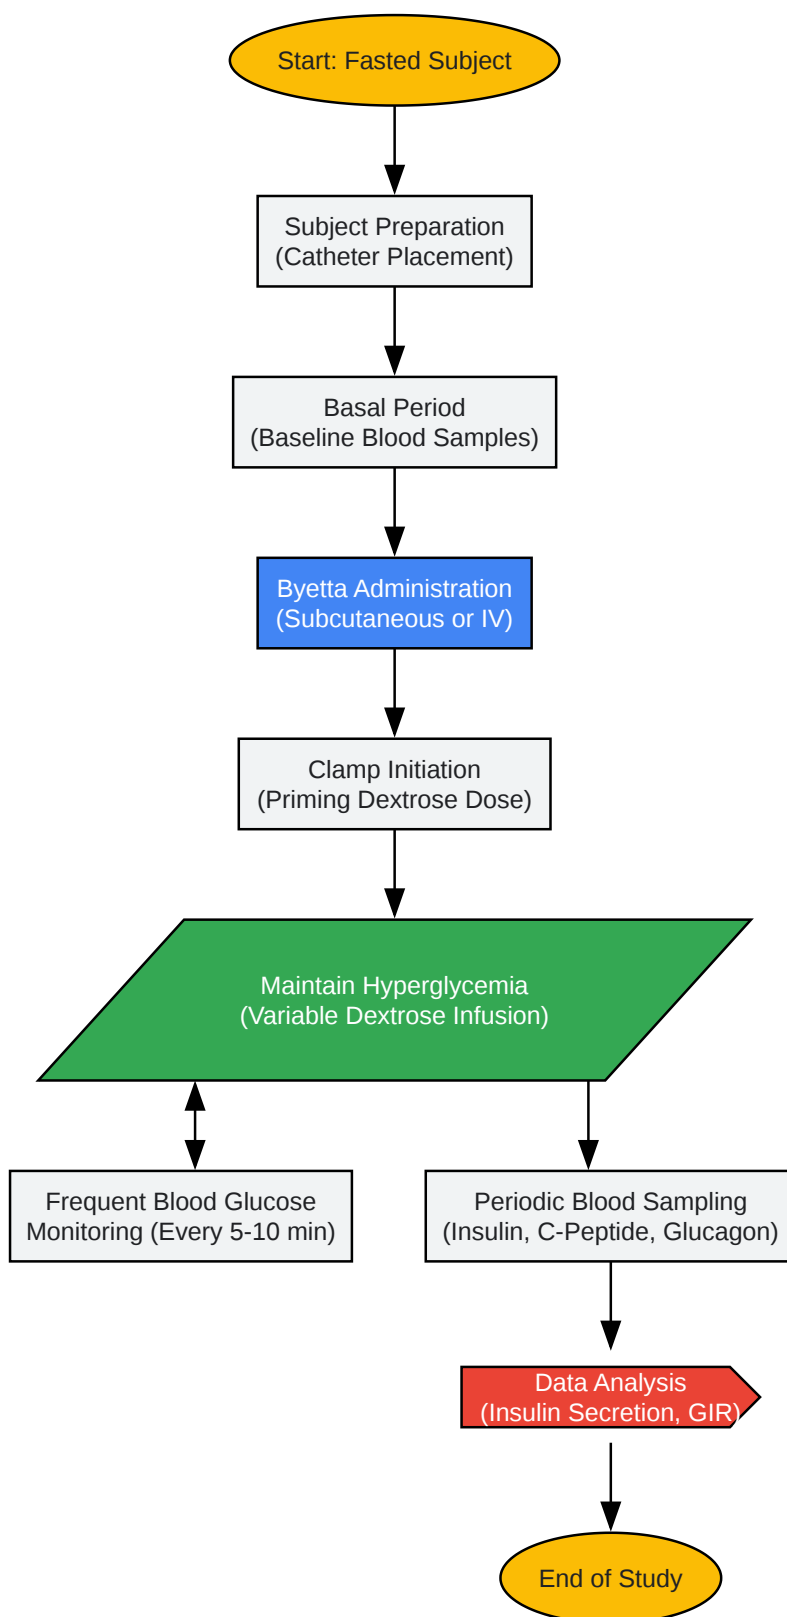 Start: Fasted Subject
Subject Preparation
(Catheter Placement)
Basal Period
(Baseline Blood Samples)
Byetta Administration
(Subcutaneous or IV)
Clamp Initiation
(Priming Dextrose Dose)
Maintain Hyperglycemia
(Variable Dextrose Infusion)
Frequent Blood Glucose
Monitoring (Every 5-10 min)
Periodic Blood Sampling
(Insulin, C-Peptide, Glucagon)
Data Analysis
(Insulin Secretion, GIR)
End of Study